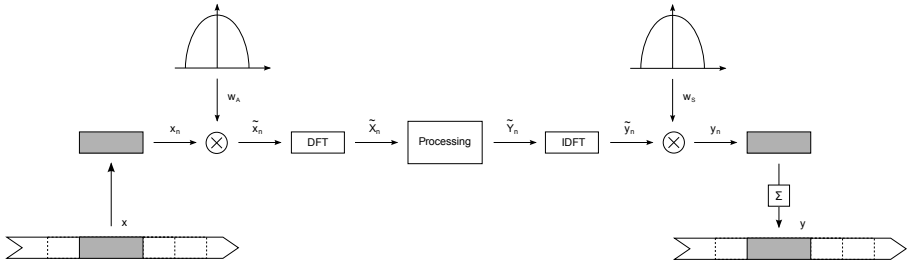 w_A
w_S
x_n
x̃_n
DFT
X̃_n
Processing
Ỹ_n
IDFT
ỹ_n
y_n
Σ
x
y